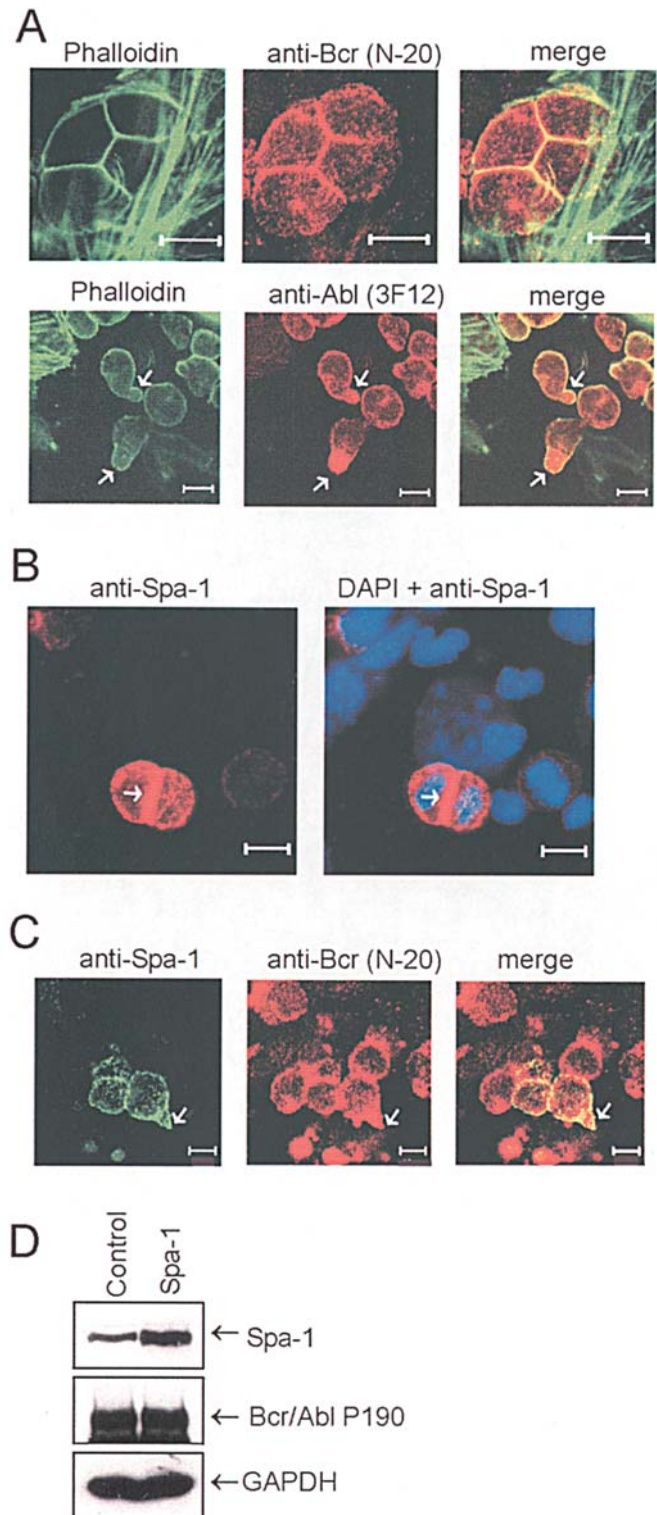 A
Phalloidin anti-Bcr (N-20) merge
Phalloidin anti-Abl (3F12) merge
B
anti-Spa-1 DAPI + anti-Spa-1
C
anti-Spa-1 anti-Bcr (N-20) merge
D
Control Spa-1
← Spa-1
← Bcr/Abl P190
←GAPDH